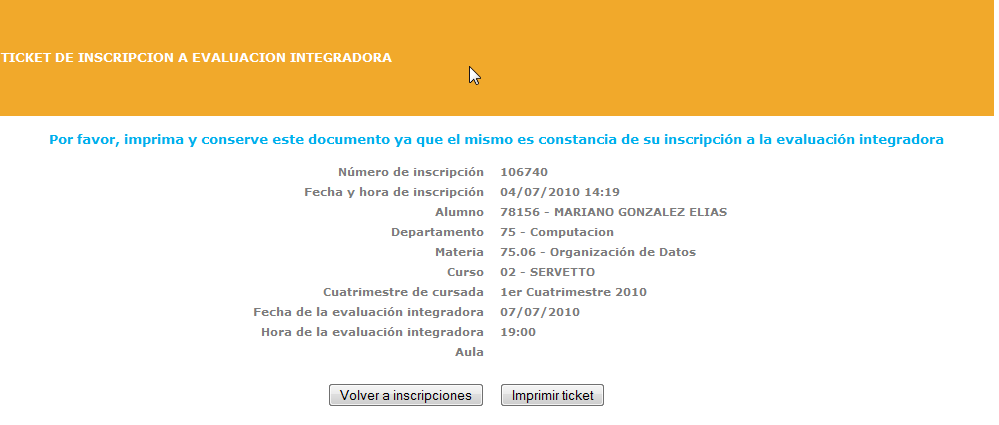 TICKET DE INSCRIPCION A EVALUACION INTEGRADORA
Por favor, imprima y conserve este documento ya que el mismo es constancia de su inscripción a la evaluación integradora
Número de inscripción 106740
Fecha y hora de inscripción 04/07/2010 14:19
Alumno 78156 - MARIANO GONZALEZ ELIAS
Departamento 75 - Computacion
Materia 75.06 - Organización de Datos
Curso 02 - SERVETTO
Cuatrimestre de cursada 1er Cuatrimestre 2010
Fecha de la evaluación integradora 07/07/2010
Hora de la evaluación integradora 19:00
Aula
Volver a inscripciones Imprimir ticket